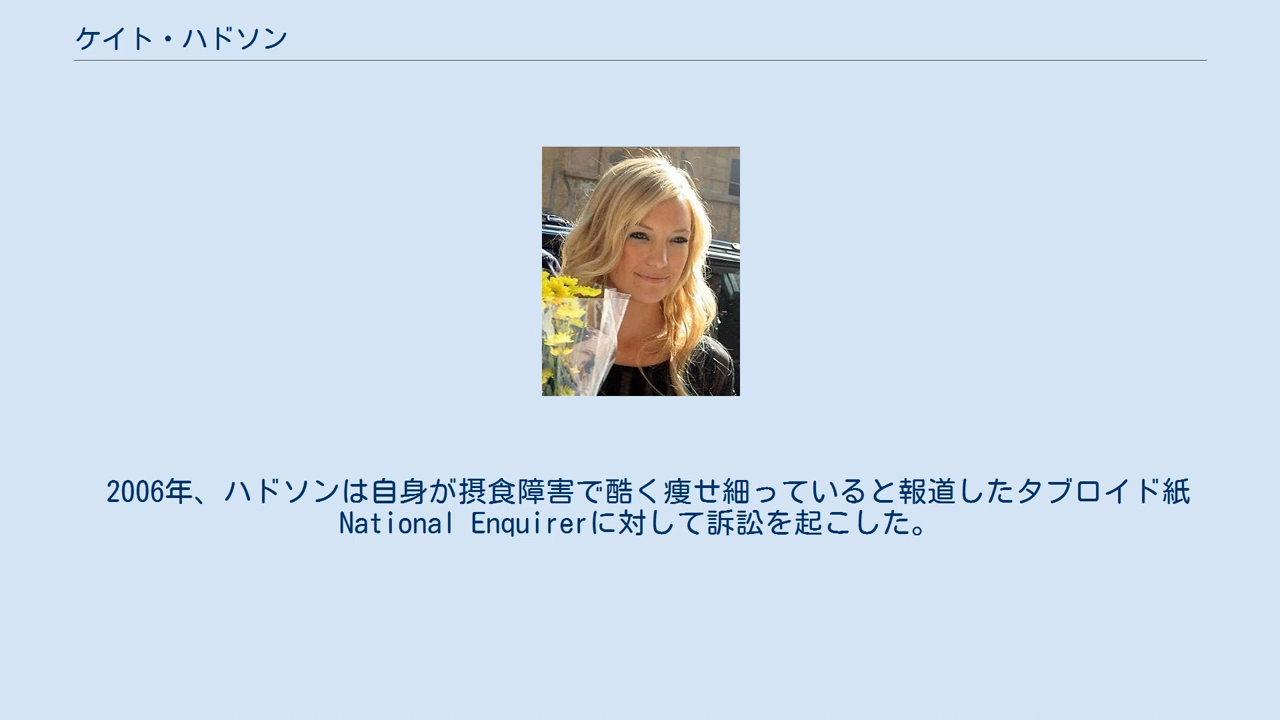 ケイト・ハドソン
2006年、ハドソンは自身が摂食障害で酷く痩せ細っていると報道したタブロイド紙
National Enquirerに対して訴訟を起こした。